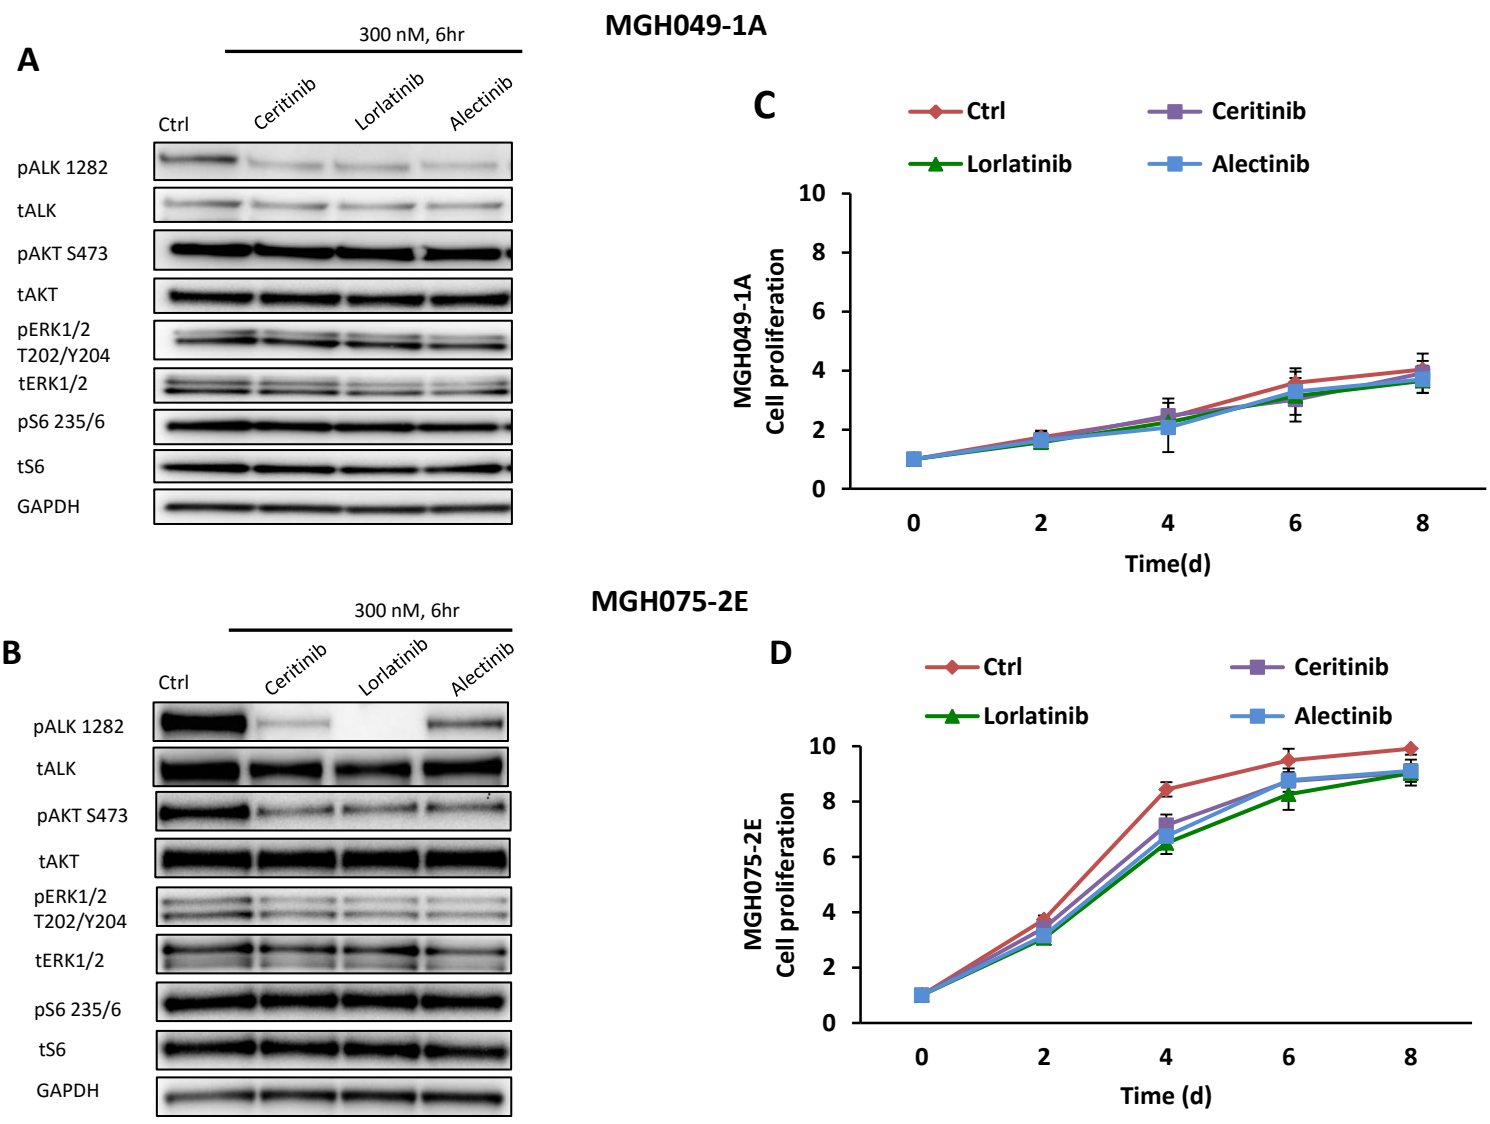 MGH049-1A
A
300 nM, 6hr
Ctrl
Ceritinib
Lorlatinib
Alectinib
pALK 1282
tALK
pAKT S473
tAKT
pERK1/2
T202/Y204
tERK1/2
pS6 235/6
tS6
GAPDH
C
Ctrl
Ceritinib
Lorlatinib
Alectinib
MGH049-1A
Cell proliferation
10
8
6
4
2
0
0 2 4 6 8
Time(d)
MGH075-2E
B
300 nM, 6hr
Ctrl
Ceritinib
Lorlatinib
Alectinib
pALK 1282
tALK
pAKT S473
tAKT
pERK1/2
T202/Y204
tERK1/2
pS6 235/6
tS6
GAPDH
D
Ctrl
Ceritinib
Lorlatinib
Alectinib
MGH075-2E
Cell proliferation
10
8
6
4
2
0
0 2 4 6 8
Time (d)